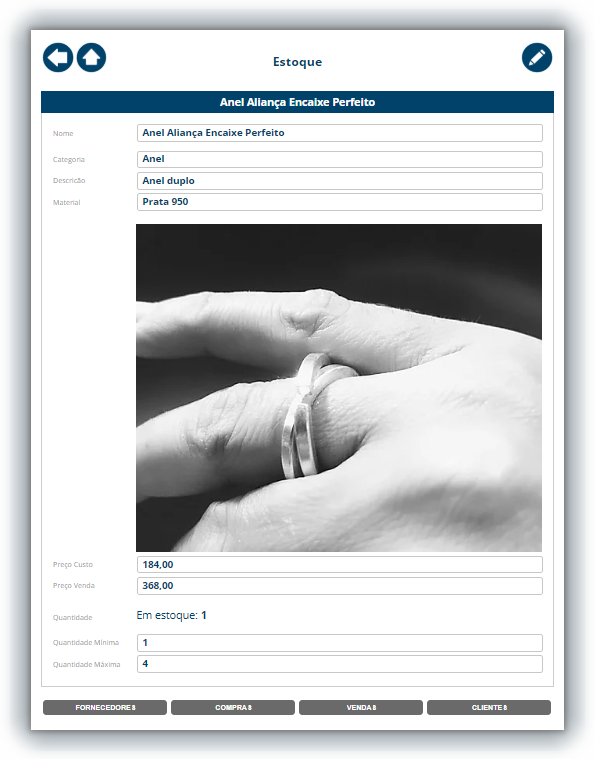 Estoque
Anel Aliança Encaixe Perfeito
Nome Anel Aliança Encaixe Perfeito
Categoria Anel
Descricão Anel duplo
Material Prata 950
Preço Custo 184,00
Preço Venda 368,00
Quantidade Em estoque: 1
Quantidade Mínima 1
Quantidade Máxima 4
FORNECEDORES COMPRAS VENDAS CLIENTES